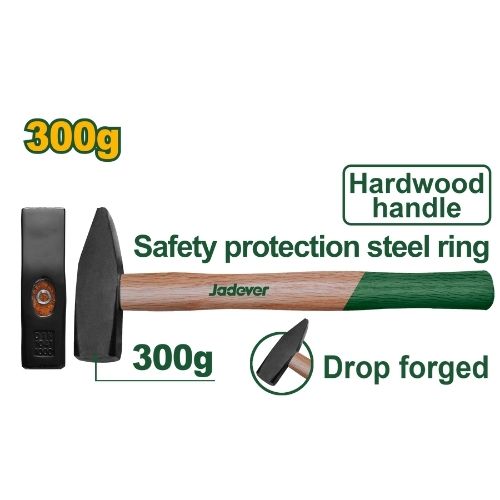 300g
Hardwood
handle
Safety protection steel ring
Jadever
300g
Drop forged